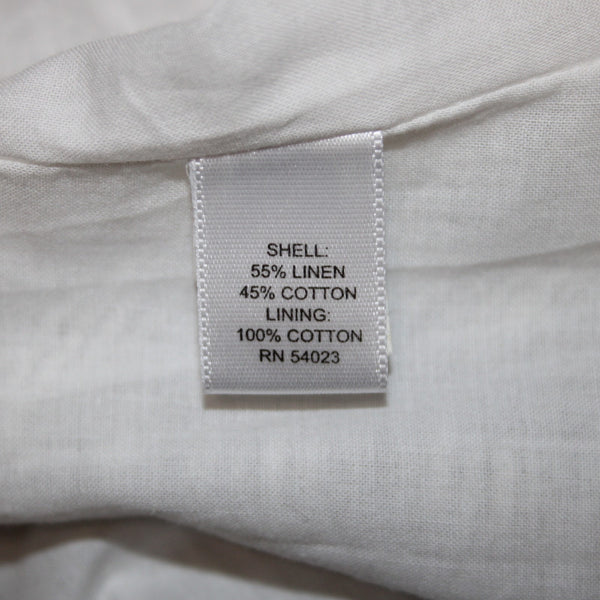 SHELL:
55% LINEN
45% COTTON
LINING:
100% COTTON
RN 54023